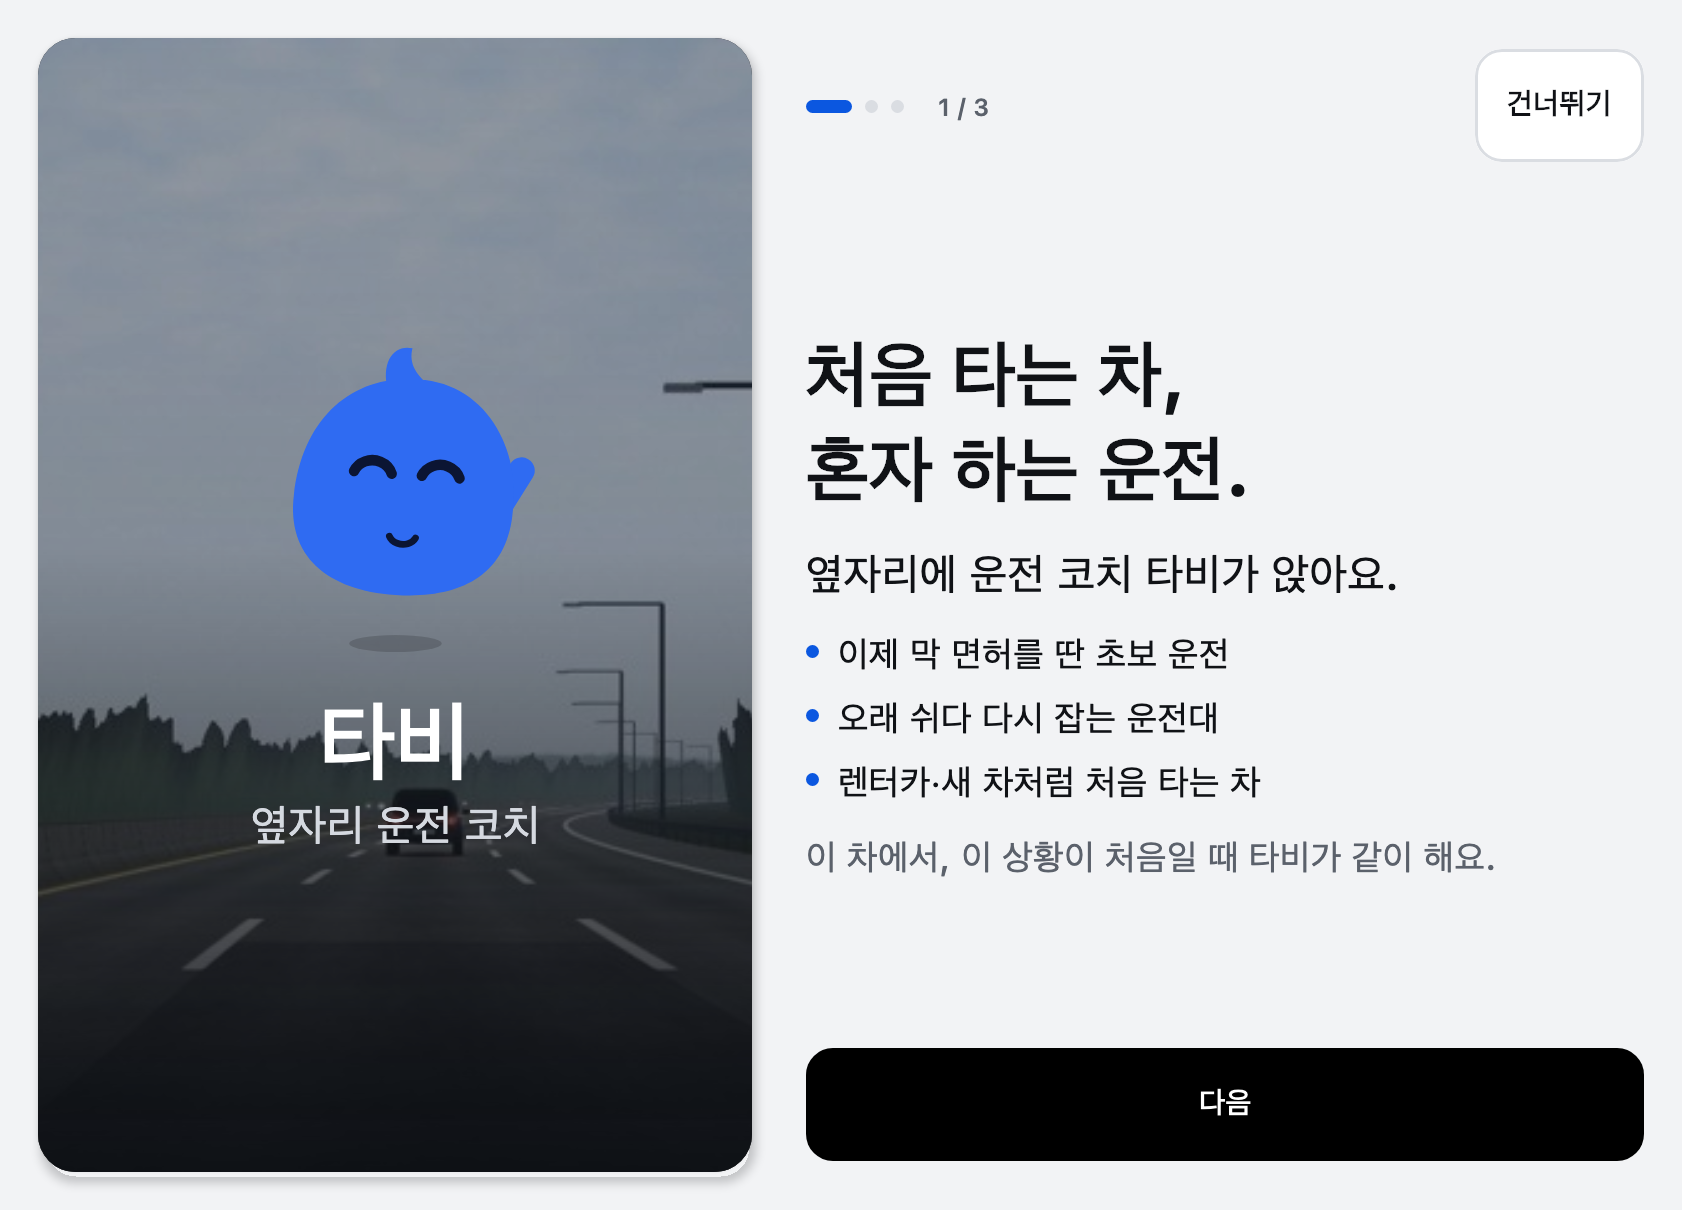 타비
옆자리 운전 코치
1 / 3
건너뛰기
처음 타는 차,
혼자 하는 운전.
옆자리에 운전 코치 타비가 앉아요.
이제 막 면허를 딴 초보 운전
오래 쉬다 다시 잡는 운전대
렌터카·새 차처럼 처음 타는 차
이 차에서, 이 상황이 처음일 때 타비가 같이 해요.
다음